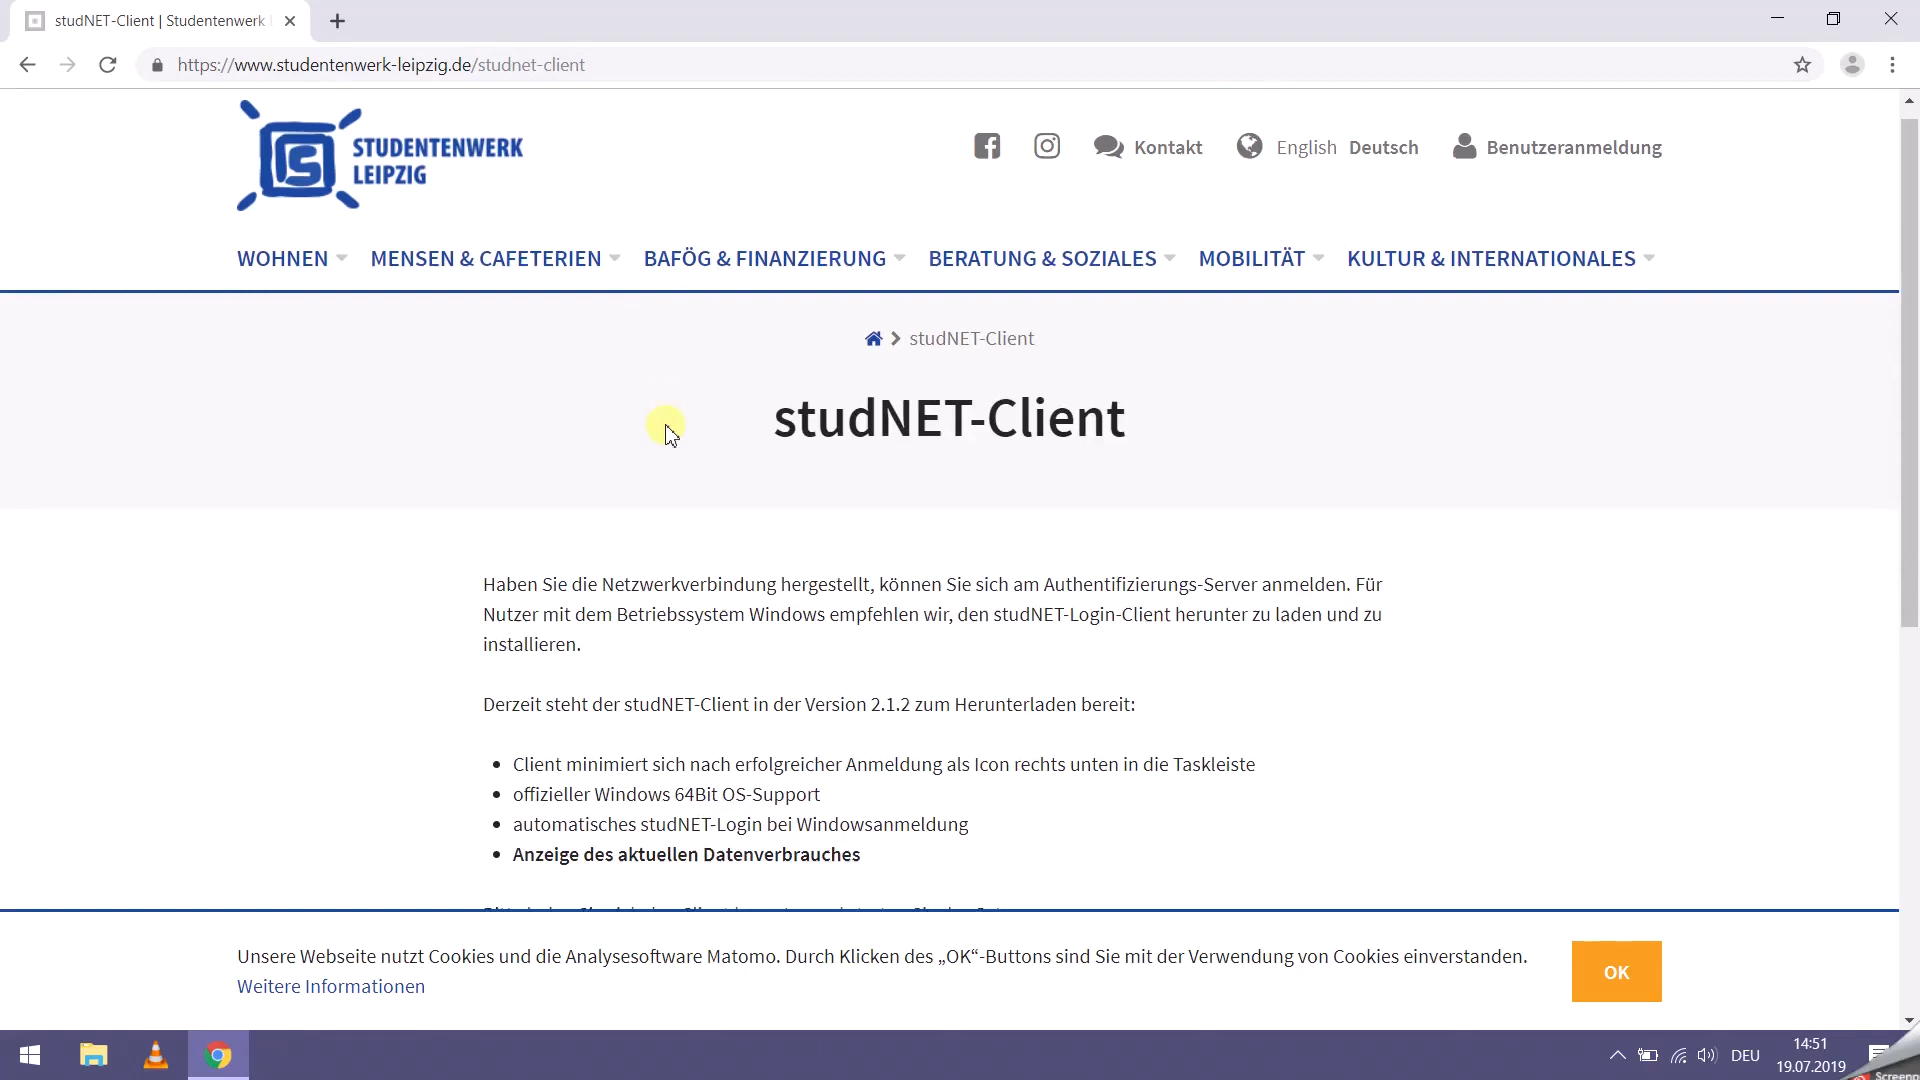 studNET-Client | Studentenwerk
https://www.studentenwerk-leipzig.de/studnet-client
STUDENTENWERK
LEIPZIG
Kontakt
English Deutsch
Benutzeranmeldung
WOHNEN MENSEN & CAFETERIEN BAFÖG & FINANZIERUNG BERATUNG & SOZIALES MOBILITÄT KULTUR & INTERNATIONALES
studNET-Client
studNET-Client
Haben Sie die Netzwerkverbindung hergestellt, können Sie sich am Authentifizierungs-Server anmelden. Für
Nutzer mit dem Betriebssystem Windows empfehlen wir, den studNET-Login-Client herunter zu laden und zu
installieren.
Derzeit steht der studNET-Client in der Version 2.1.2 zum Herunterladen bereit:
• Client minimiert sich nach erfolgreicher Anmeldung als Icon rechts unten in die Taskleiste
• offizieller Windows 64Bit OS-Support
• automatisches studNET-Login bei Windowsanmeldung
• Anzeige des aktuellen Datenverbrauches
Unsere Webseite nutzt Cookies und die Analysesoftware Matomo. Durch Klicken des „OK“-Buttons sind Sie mit der Verwendung von Cookies einverstanden.
Weitere Informationen
OK
DEU
14:51
19.07.2019